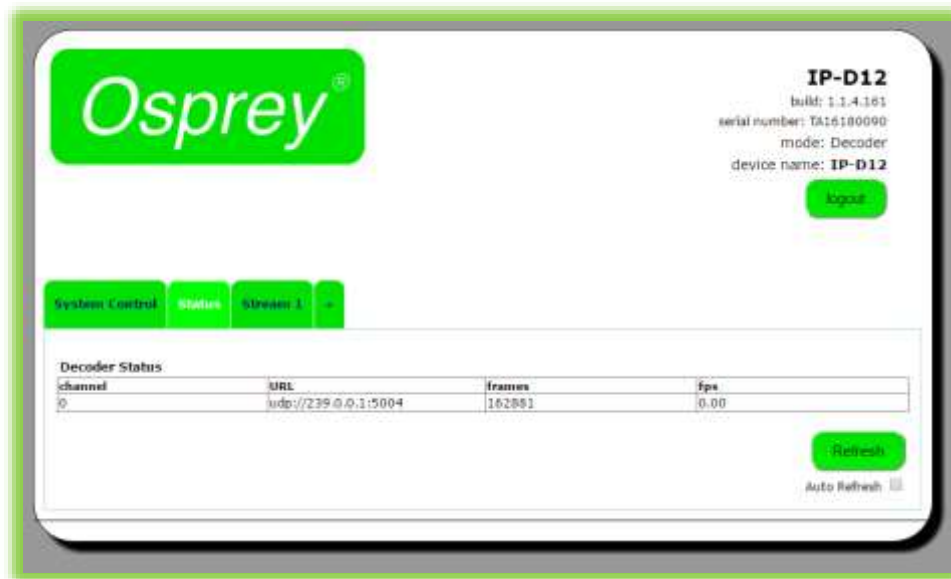 Osprey®
IP-D12
build: 1.1.4.161
serial number: TA16180090
mode: Decoder
device name: IP-D12
logout
System Control Status Stream 1 +
Decoder Status
channel URL frames fps
0 udp://239.0.0.1:5004 162881 0.00
Refresh
Auto Refresh